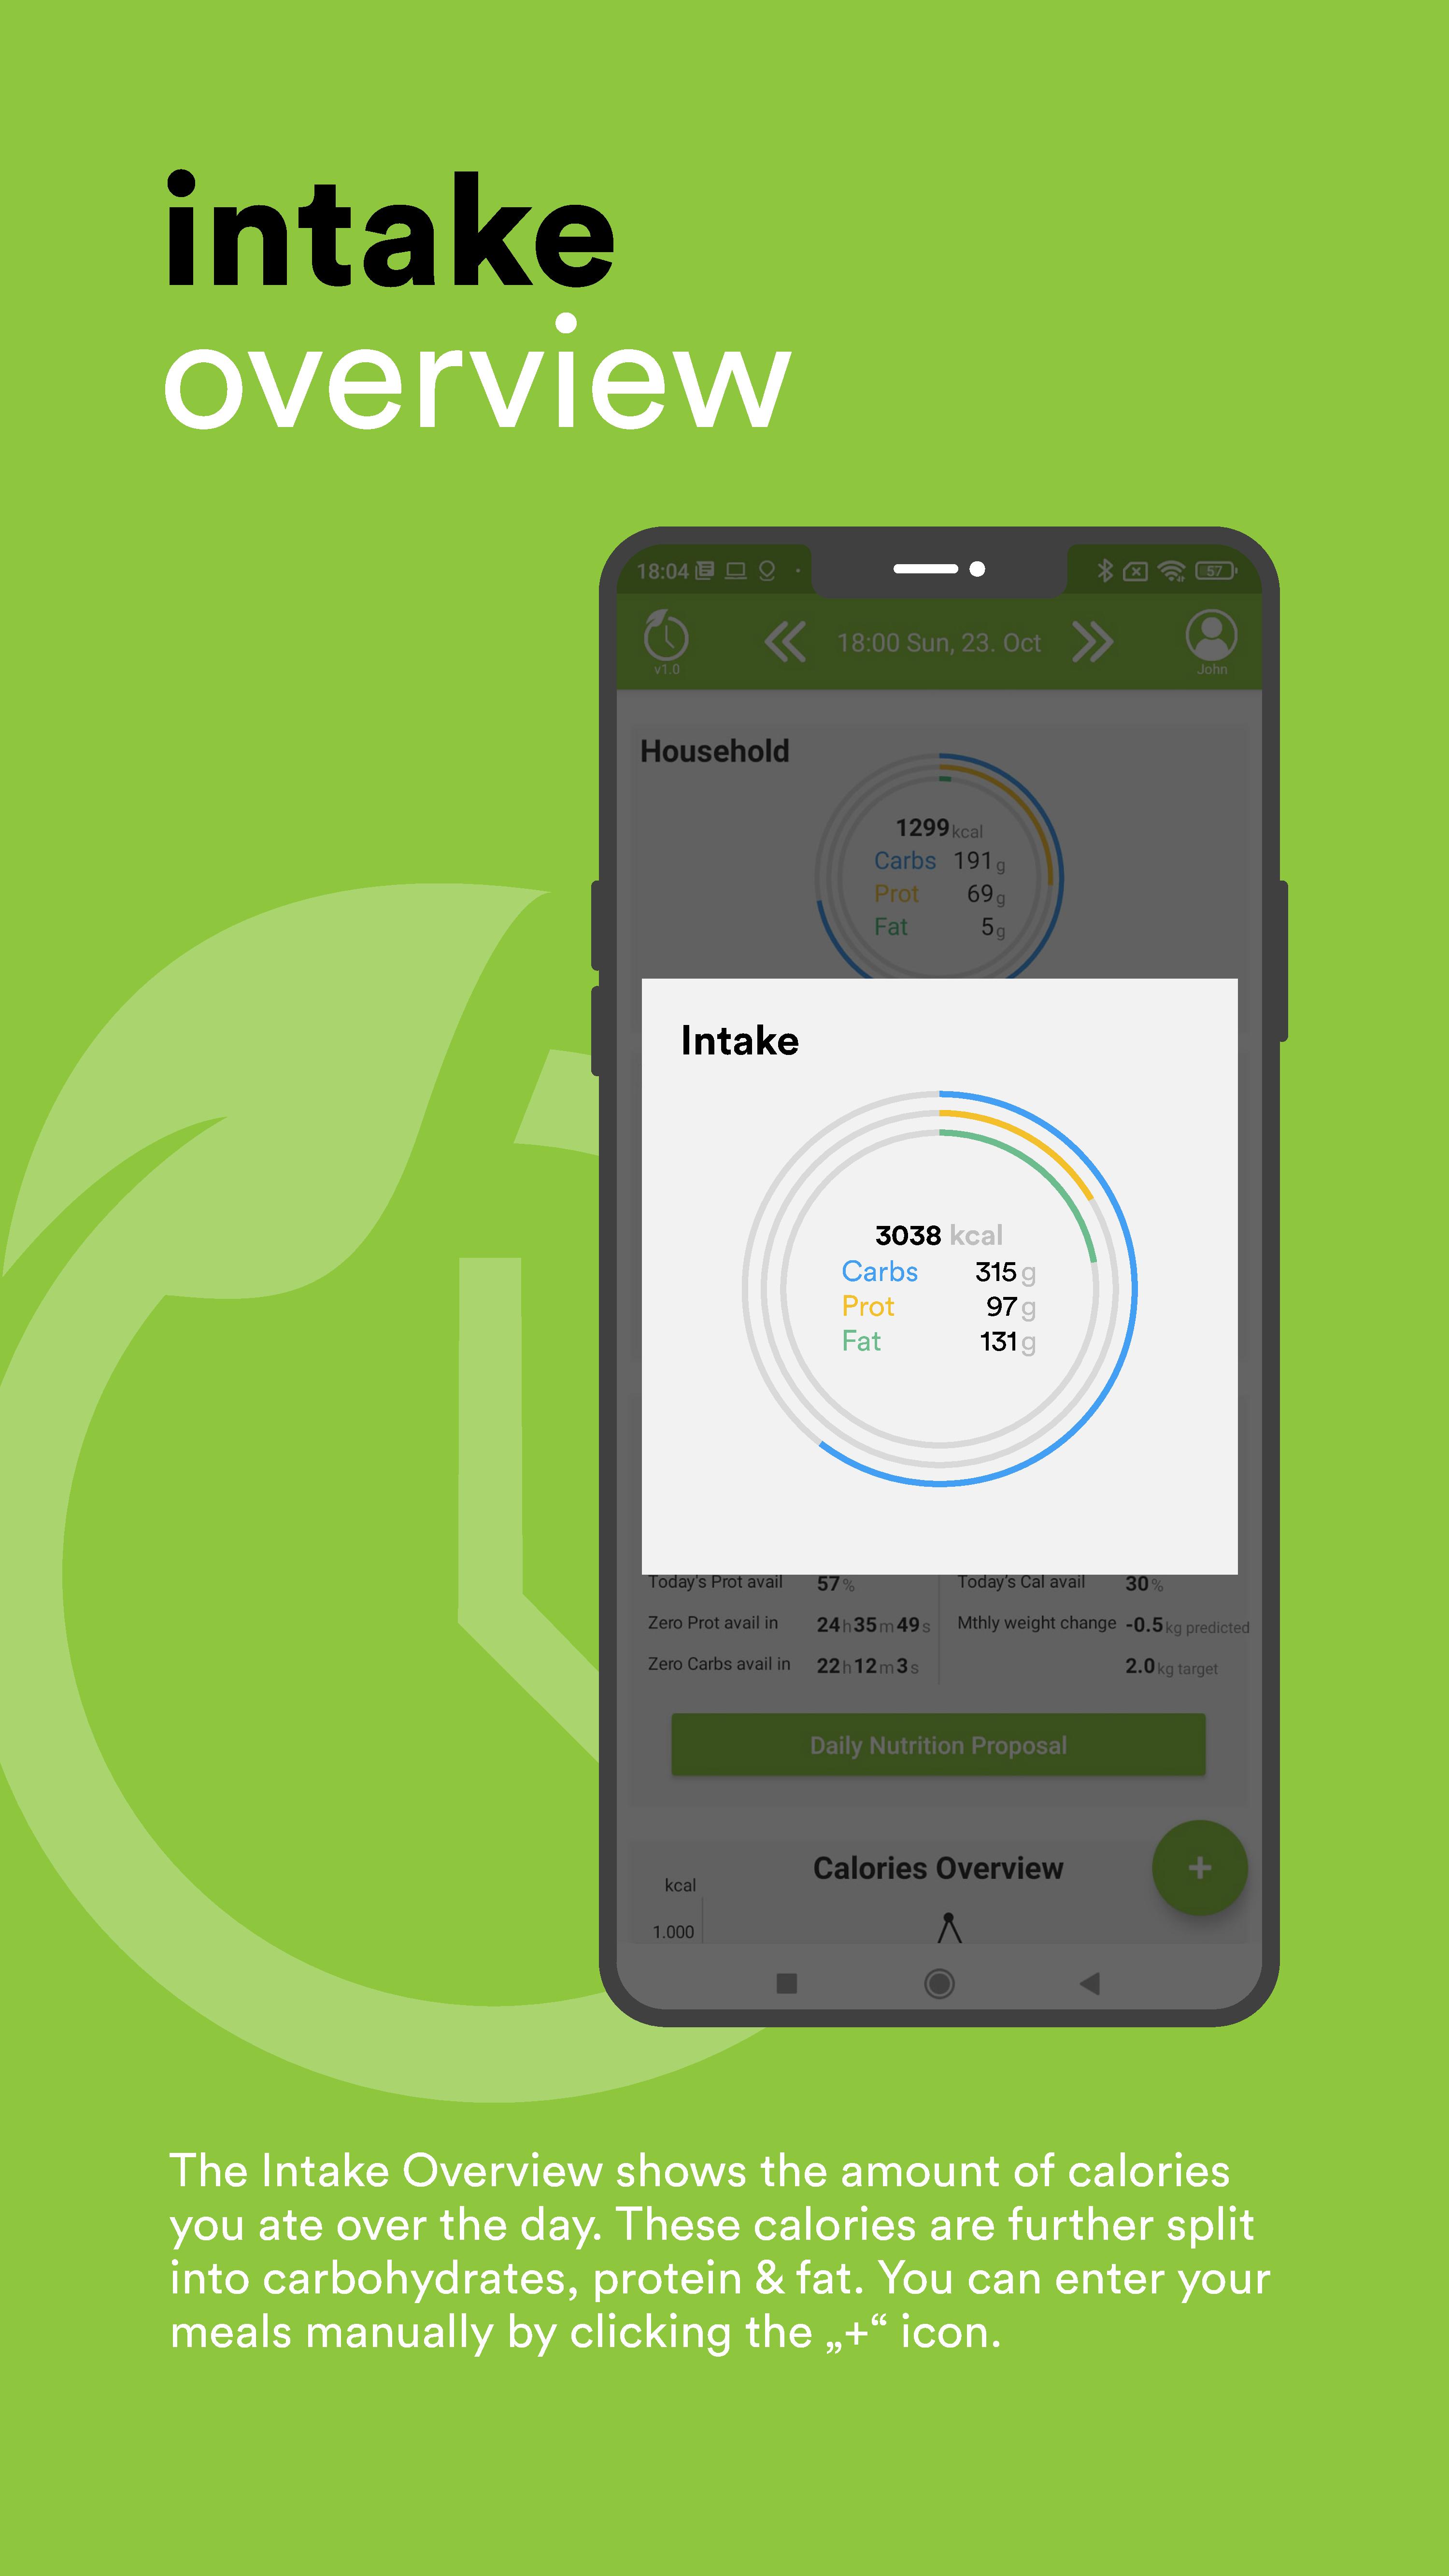 intake
overview
18:04
57
v1.0
18:00 Sun, 23. Oct
John
Household
1299 kcal
Carbs 191 g
Prot 69 g
Fat 5 g
Intake
3038 kcal
Carbs 315 g
Prot 97 g
Fat 131 g
Today's Prot avail 57 % Today's Cal avail 30 %
Zero Prot avail in 24 h 35 m 49 s Mthly weight change -0.5 kg predicted
Zero Carbs avail in 22 h 12 m 3 s 2.0 kg target
Daily Nutrition Proposal
Calories Overview
+
kcal
1.000
The Intake Overview shows the amount of calories
you ate over the day. These calories are further split
into carbohydrates, protein & fat. You can enter your
meals manually by clicking the „+“ icon.